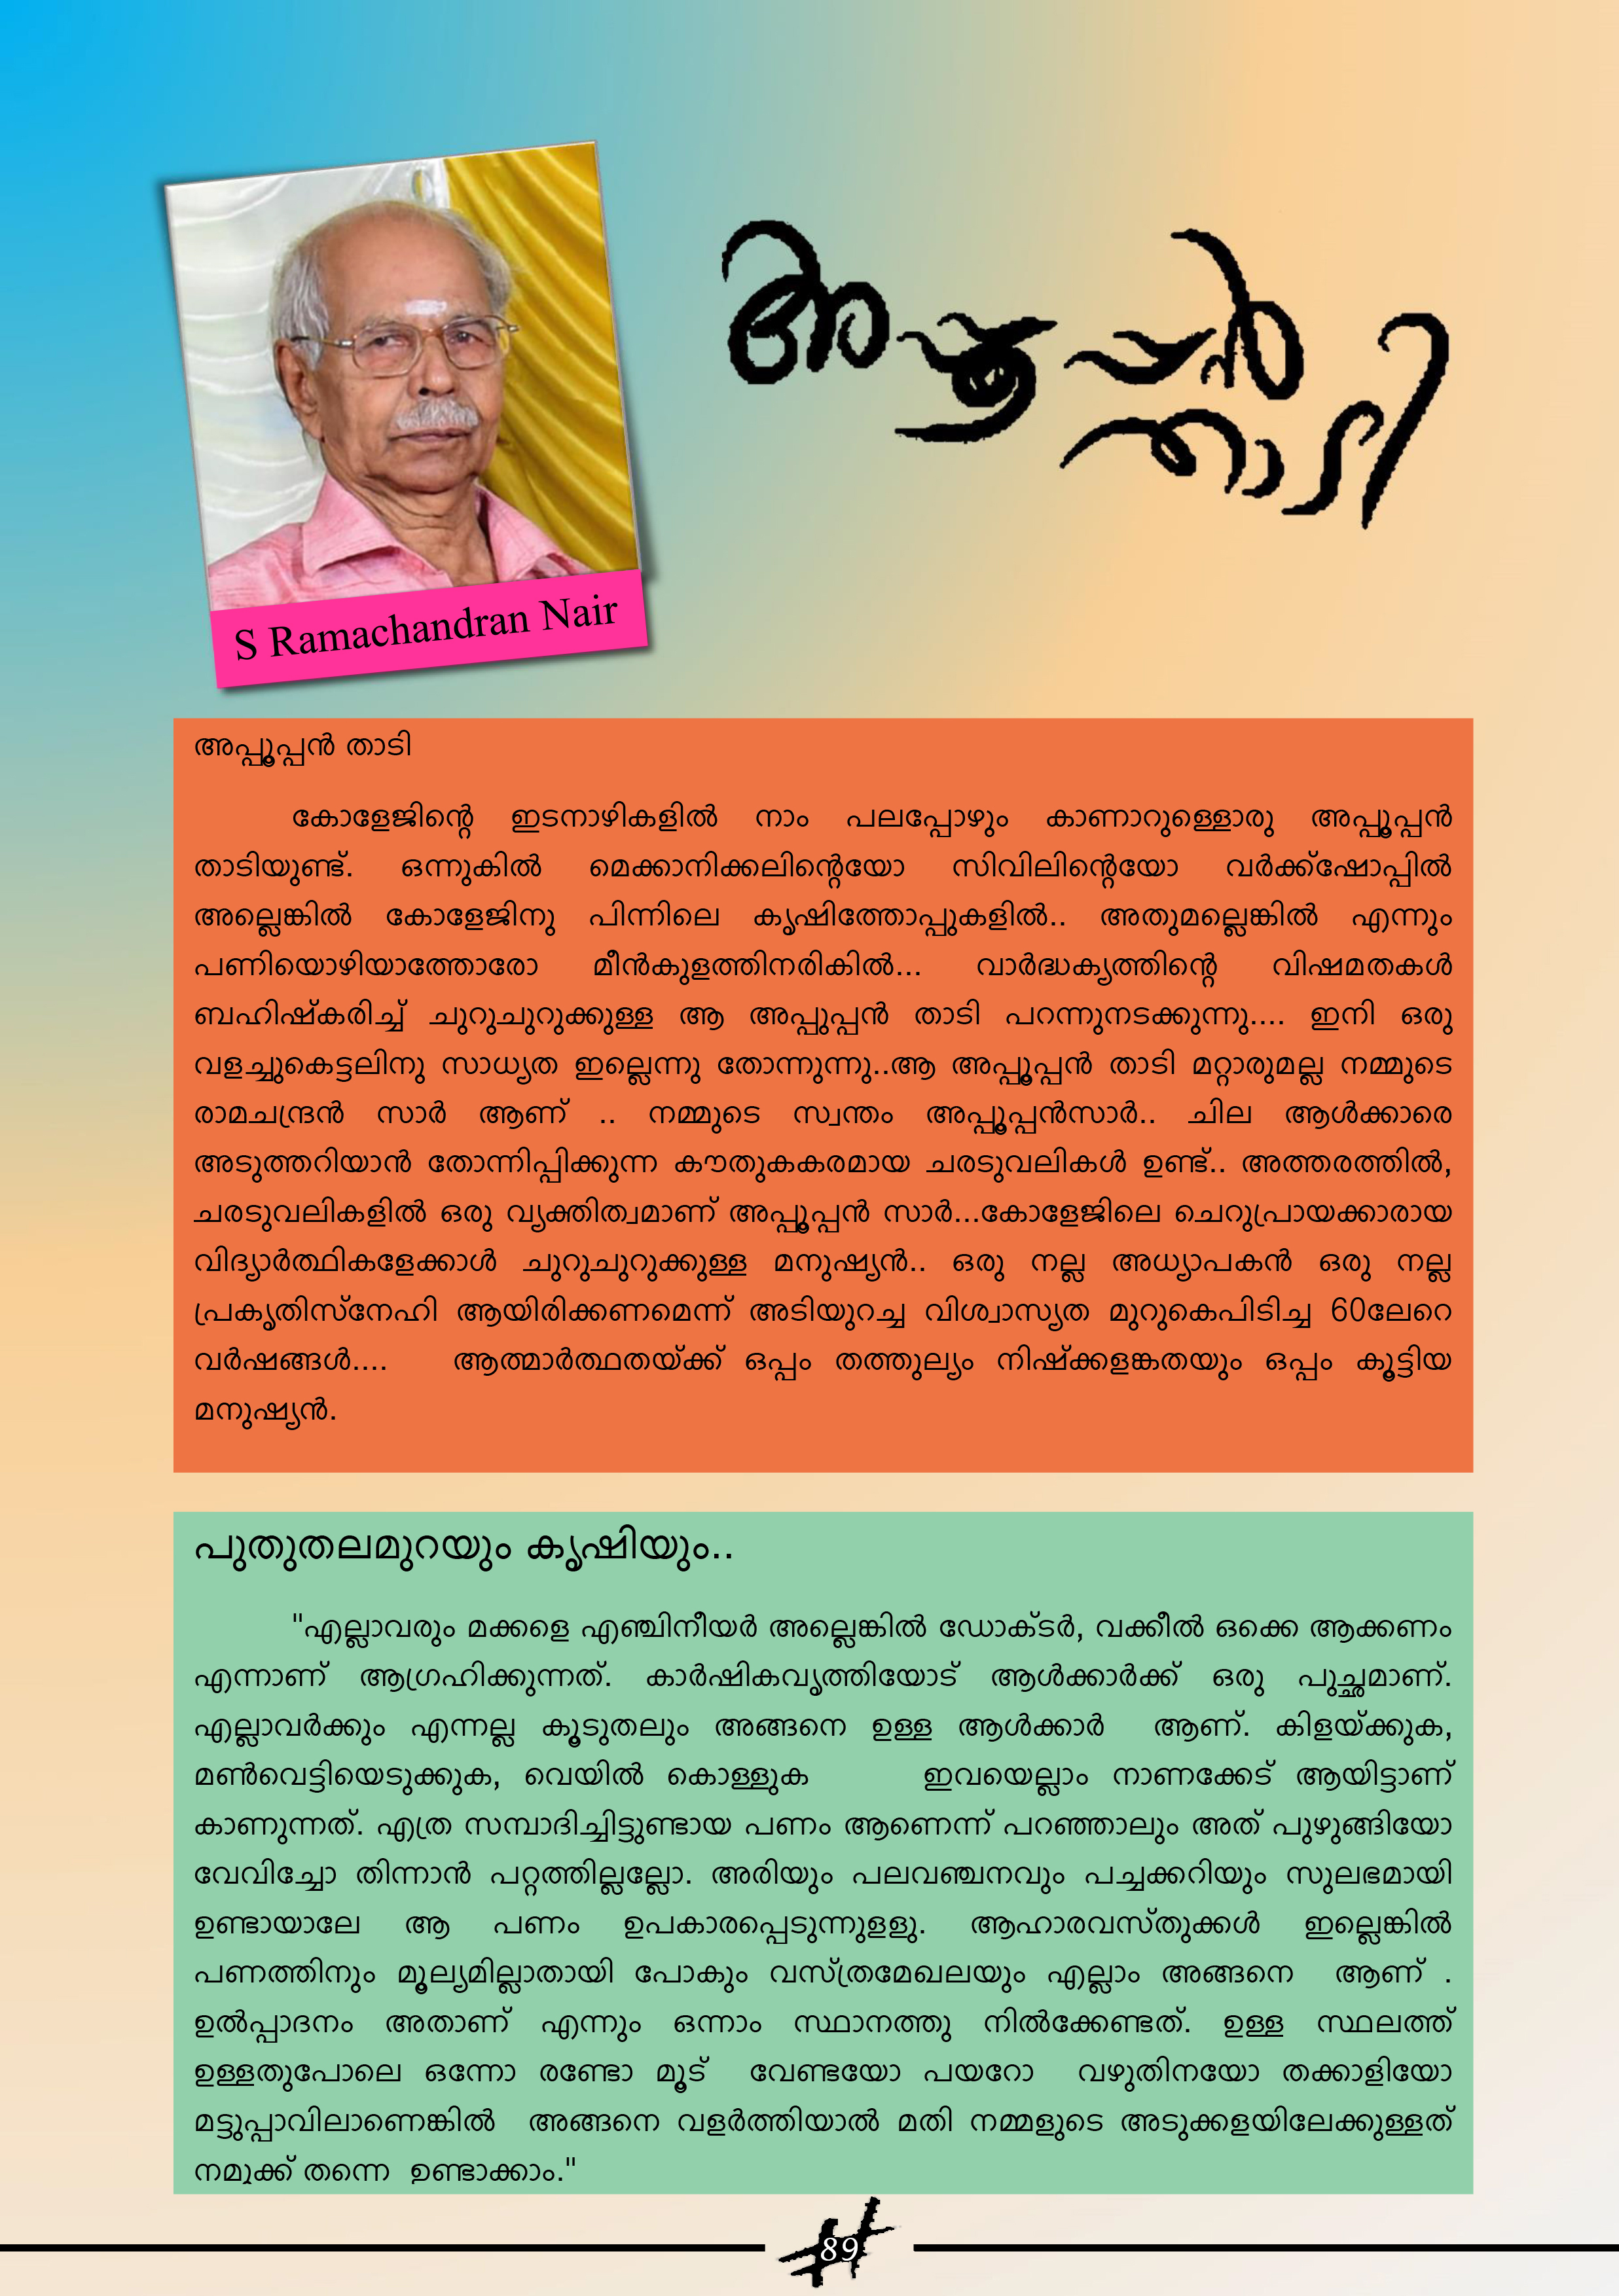 അപ്പൂപ്പൻ
താടി
S Ramachandran Nair
അപ്പൂപ്പൻ താടി
കോളേജിന്റെ ഇടനാഴികളിൽ നാം പലപ്പോഴും കാണാറുള്ളൊരു അപ്പൂപ്പൻ
താടിയുണ്ട്. ഒന്നുകിൽ മെക്കാനിക്കലിന്റെയോ സിവിലിന്റെയോ വർക്ക്ഷോപ്പിൽ
അല്ലെങ്കിൽ കോളേജിനു പിന്നിലെ കൃഷിത്തോപ്പുകളിൽ.. അതുമല്ലെങ്കിൽ എന്നും
പണിയൊഴിയാത്തോരോ മീൻകുളത്തിനരികിൽ... വാർദ്ധക്യത്തിന്റെ വിഷമതകൾ
ബഹിഷ്കരിച്ച് ചുറുചുറുക്കുള്ള ആ അപ്പുപ്പൻ താടി പറന്നുനടക്കുന്നു.... ഇനി ഒരു
വളച്ചുകെട്ടലിനു സാധ്യത ഇല്ലെന്നു തോന്നുന്നു..ആ അപ്പൂപ്പൻ താടി മറ്റാരുമല്ല നമ്മുടെ
രാമചന്ദ്രൻ സാർ ആണ് .. നമ്മുടെ സ്വന്തം അപ്പൂപ്പൻസാർ.. ചില ആൾക്കാരെ
അടുത്തറിയാൻ തോന്നിപ്പിക്കുന്ന കൗതുകകരമായ ചരടുവലികൾ ഉണ്ട്.. അത്തരത്തിൽ,
ചരടുവലികളിൽ ഒരു വ്യക്തിത്വമാണ് അപ്പൂപ്പൻ സാർ...കോളേജിലെ ചെറുപ്രായക്കാരായ
വിദ്യാർത്ഥികളേക്കാൾ ചുറുചുറുക്കുള്ള മനുഷ്യൻ.. ഒരു നല്ല അധ്യാപകൻ ഒരു നല്ല
പ്രകൃതിസ്നേഹി ആയിരിക്കണമെന്ന് അടിയുറച്ച വിശ്വാസ്യത മുറുകെപിടിച്ച 60ലേറെ
വർഷങ്ങൾ.... ആത്മാർത്ഥതയ്ക്ക് ഒപ്പം തത്തുല്യം നിഷ്ക്കളങ്കതയും ഒപ്പം കൂട്ടിയ
മനുഷ്യൻ.
പുതുതലമുറയും കൃഷിയും..
"എല്ലാവരും മക്കളെ എഞ്ചിനീയർ അല്ലെങ്കിൽ ഡോക്ടർ, വക്കീൽ ഒക്കെ ആക്കണം
എന്നാണ് ആഗ്രഹിക്കുന്നത്. കാർഷികവൃത്തിയോട് ആൾക്കാർക്ക് ഒരു പുച്ഛമാണ്.
എല്ലാവർക്കും എന്നല്ല കൂടുതലും അങ്ങനെ ഉള്ള ആൾക്കാർ ആണ്. കിളയ്ക്കുക,
മൺവെട്ടിയെടുക്കുക, വെയിൽ കൊള്ളുക ഇവയെല്ലാം നാണക്കേട് ആയിട്ടാണ്
കാണുന്നത്. എത്ര സമ്പാദിച്ചിട്ടുണ്ടായ പണം ആണെന്ന് പറഞ്ഞാലും അത് പുഴുങ്ങിയോ
വേവിച്ചോ തിന്നാൻ പറ്റത്തില്ലല്ലോ. അരിയും പലവഞ്ചനവും പച്ചക്കറിയും സുലഭമായി
ഉണ്ടായാലേ ആ പണം ഉപകാരപ്പെടുന്നുളളു. ആഹാരവസ്തുക്കൾ ഇല്ലെങ്കിൽ
പണത്തിനും മൂല്യമില്ലാതായി പോകും വസ്ത്രമേഖലയും എല്ലാം അങ്ങനെ ആണ് .
ഉൽപ്പാദനം അതാണ് എന്നും ഒന്നാം സ്ഥാനത്തു നിൽക്കേണ്ടത്. ഉള്ള സ്ഥലത്ത്
ഉള്ളതുപോലെ ഒന്നോ രണ്ടോ മൂട് വേണ്ടയോ പയറോ വഴുതിനയോ തക്കാളിയോ
മട്ടുപ്പാവിലാണെങ്കിൽ അങ്ങനെ വളർത്തിയാൽ മതി നമ്മളുടെ അടുക്കളയിലേക്കുള്ളത്
നമുക്ക് തന്നെ ഉണ്ടാക്കാം."
89